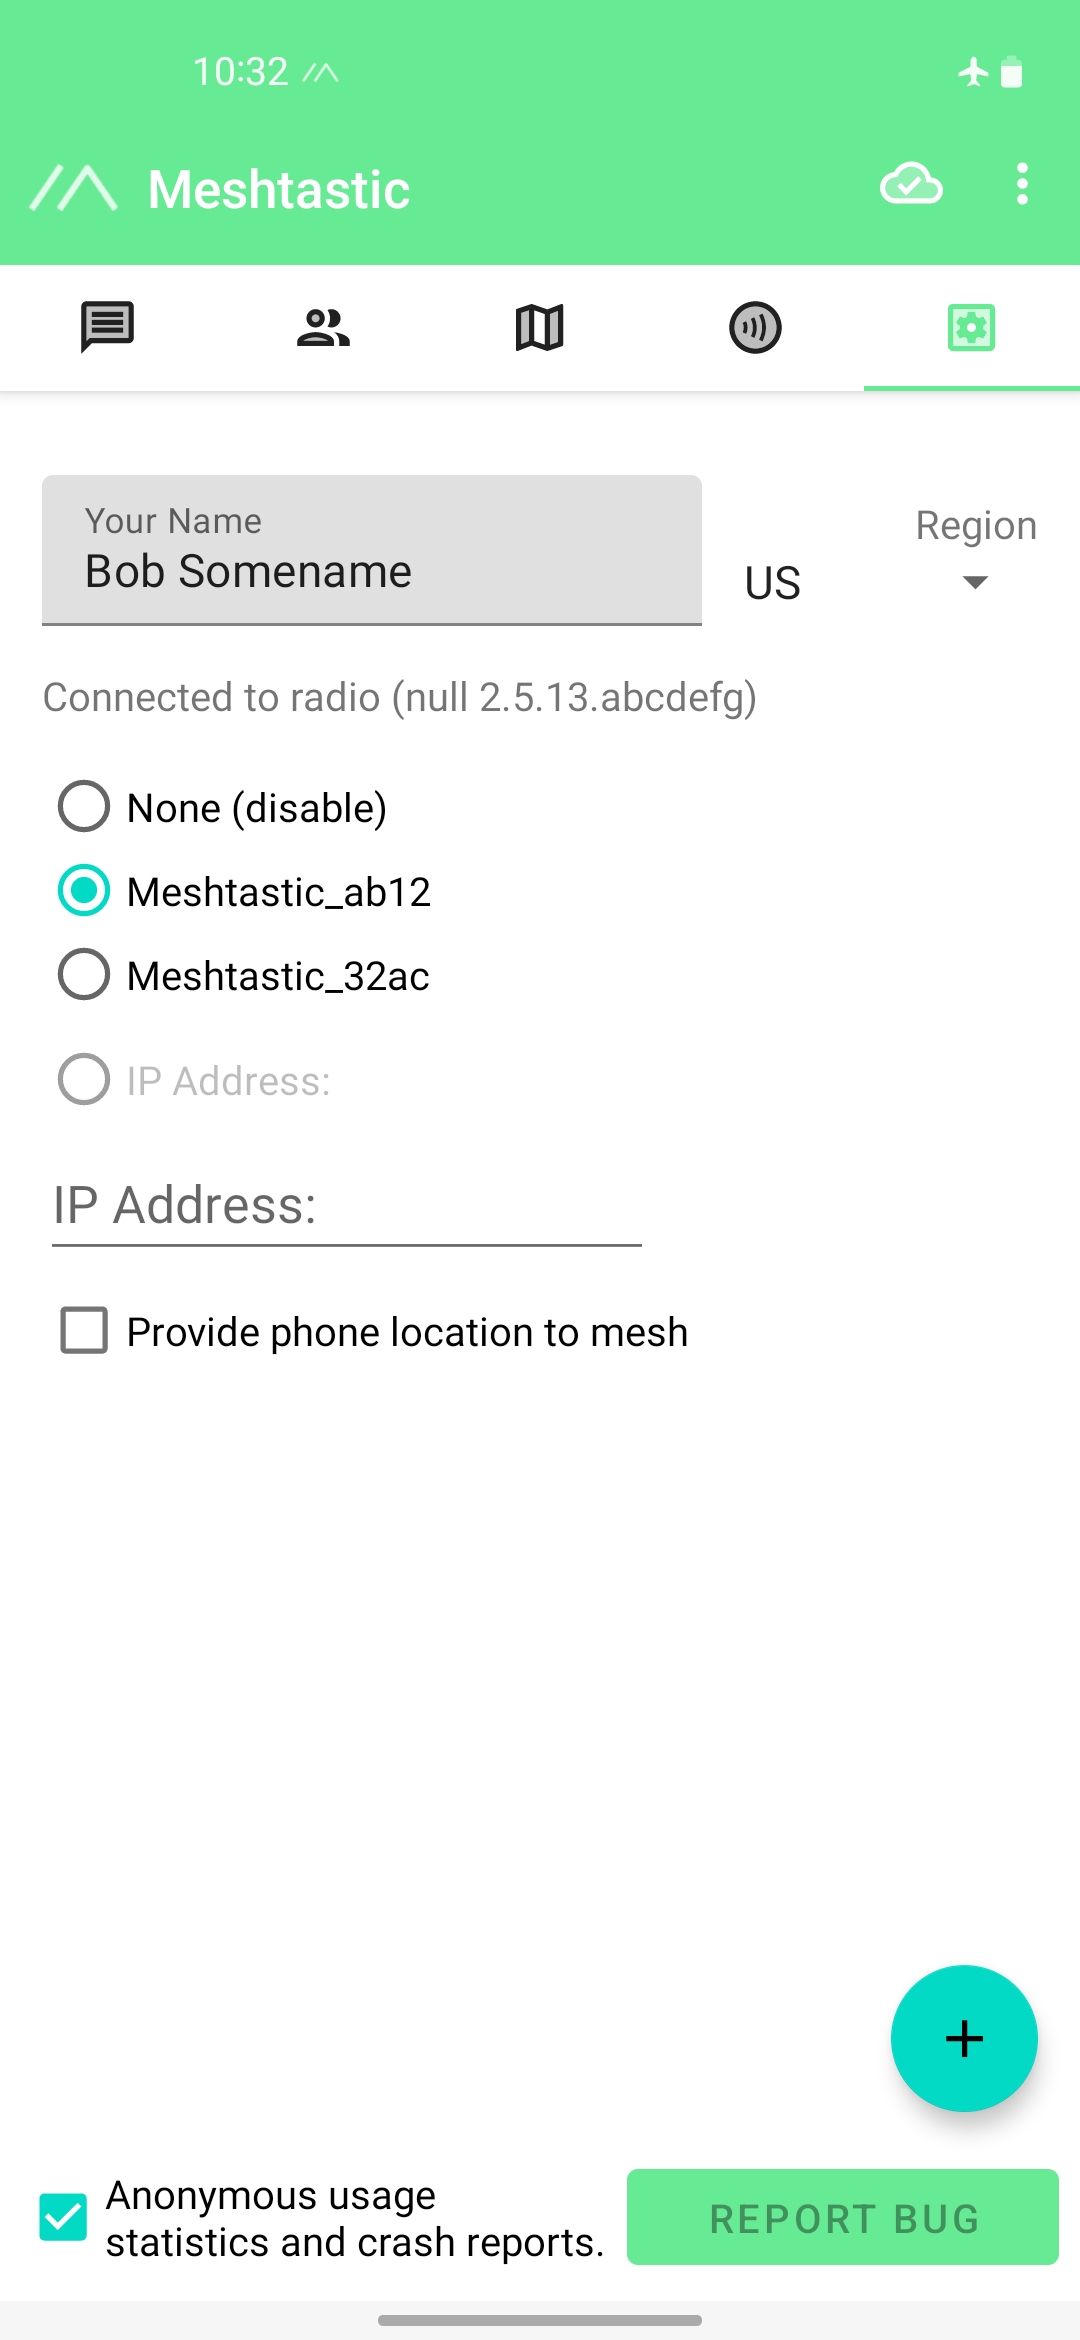 10:32
Meshtastic
Your Name
Region
Bob Somename
US
Connected to radio (null 2.5.13.abcdefg)
None (disable)
Meshtastic_ab12
Meshtastic_32ac
IP Address:
IP Address:
Provide phone location to mesh
Anonymous usage
statistics and crash reports.
REPORT BUG